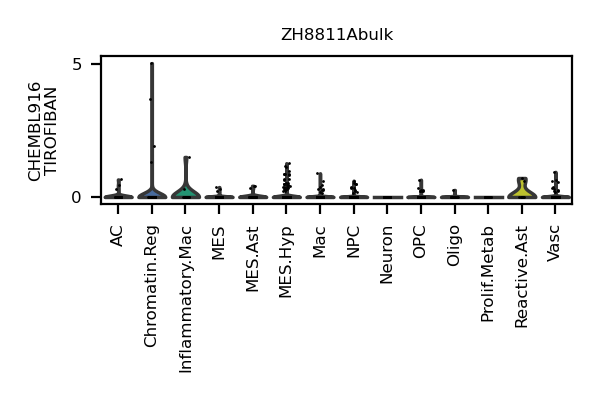 ZH8811Abulk
CHEMBL916
TIROFIBAN
5
0
AC
Chromatin.Reg
Inflammatory.Mac
MES
MES.Ast
MES.Hyp
Mac
NPC
Neuron
OPC
Oligo
Prolif.Metab
Reactive.Ast
Vasc